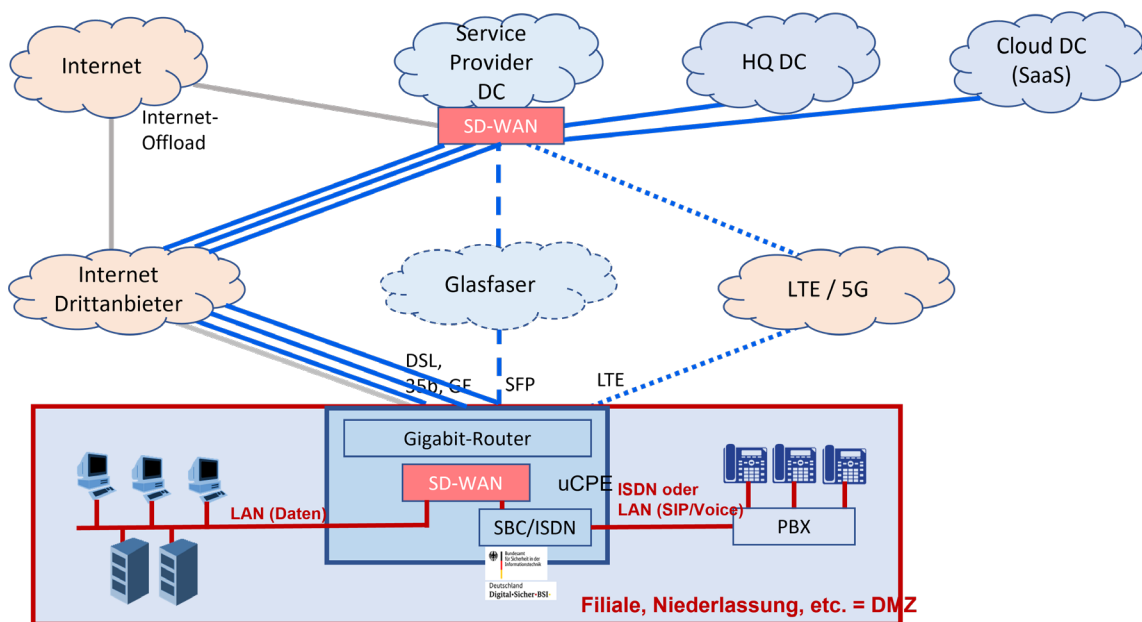 Internet
Service
Provider
DC
HQ DC
Cloud DC
(SaaS)
Internet-
Offload
SD-WAN
Internet
Drittanbieter
Glasfaser
LTE / 5G
DSL,
35b, GF
SFP
LTE
Gigabit-Router
SD-WAN
uCPE
ISDN oder
LAN (SIP/Voice)
LAN (Daten)
SBC/ISDN
PBX
Bundesamt
für Sicherheit in der
Informationstechnik
Deutschland
Digital•Sicher•BSI
Filiale, Niederlassung, etc. = DMZ